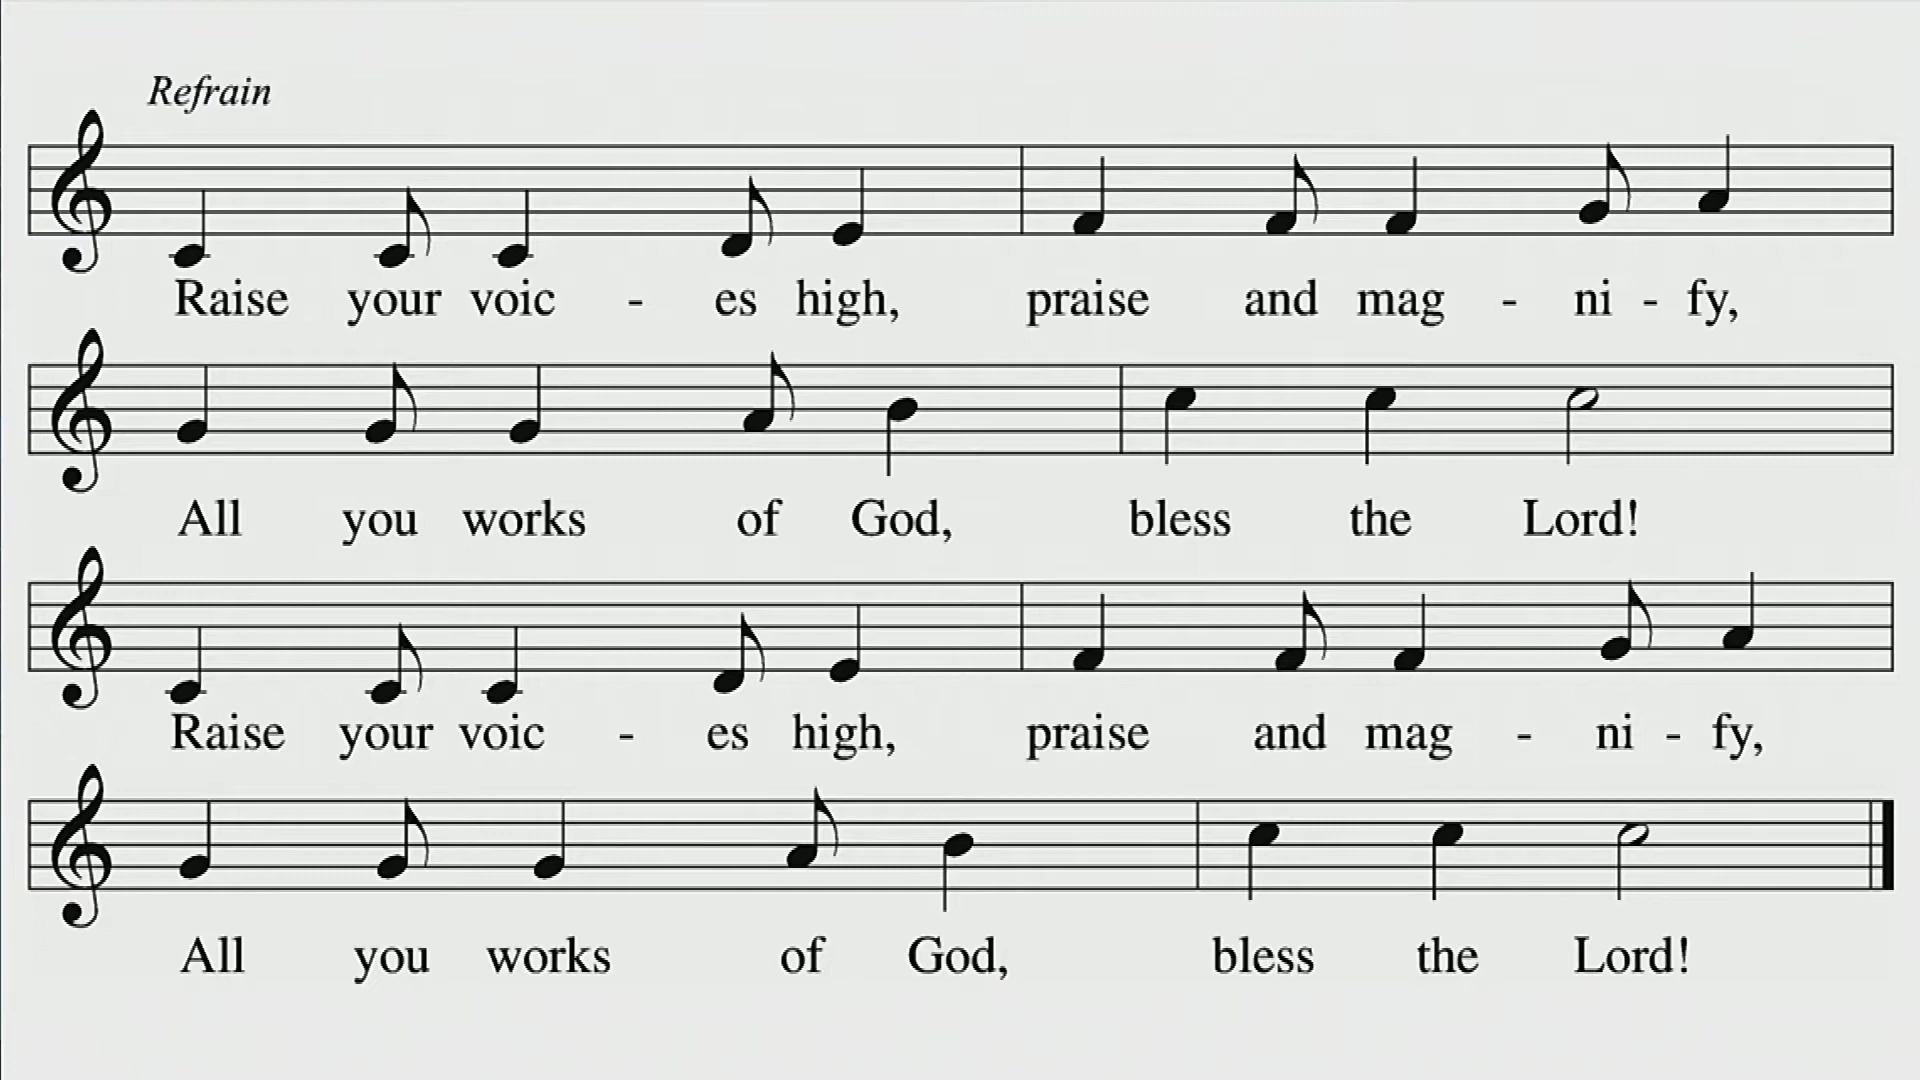 Refrain
Raise your voic - es high, praise and mag - ni - fy,
All you works of God, bless the Lord!
Raise your voic - es high, praise and mag - ni - fy,
All you works of God, bless the Lord!